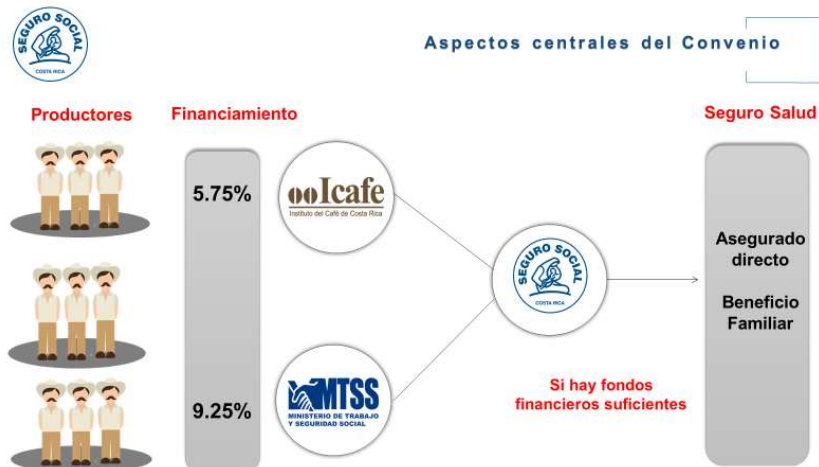 SEGURO SOCIAL
COSTA RICA
Aspectos centrales del Convenio
Productores
Financiamiento
Seguro Salud
5.75%
Icafe
Instituto del Café de Costa Rica
SEGURO SOCIAL
COSTA RICA
Asegurado
directo
Beneficio
Familiar
9.25%
MTSS
MINISTERIO DE TRABAJO
Y SEGURIDAD SOCIAL
Si hay fondos
financieros suficientes